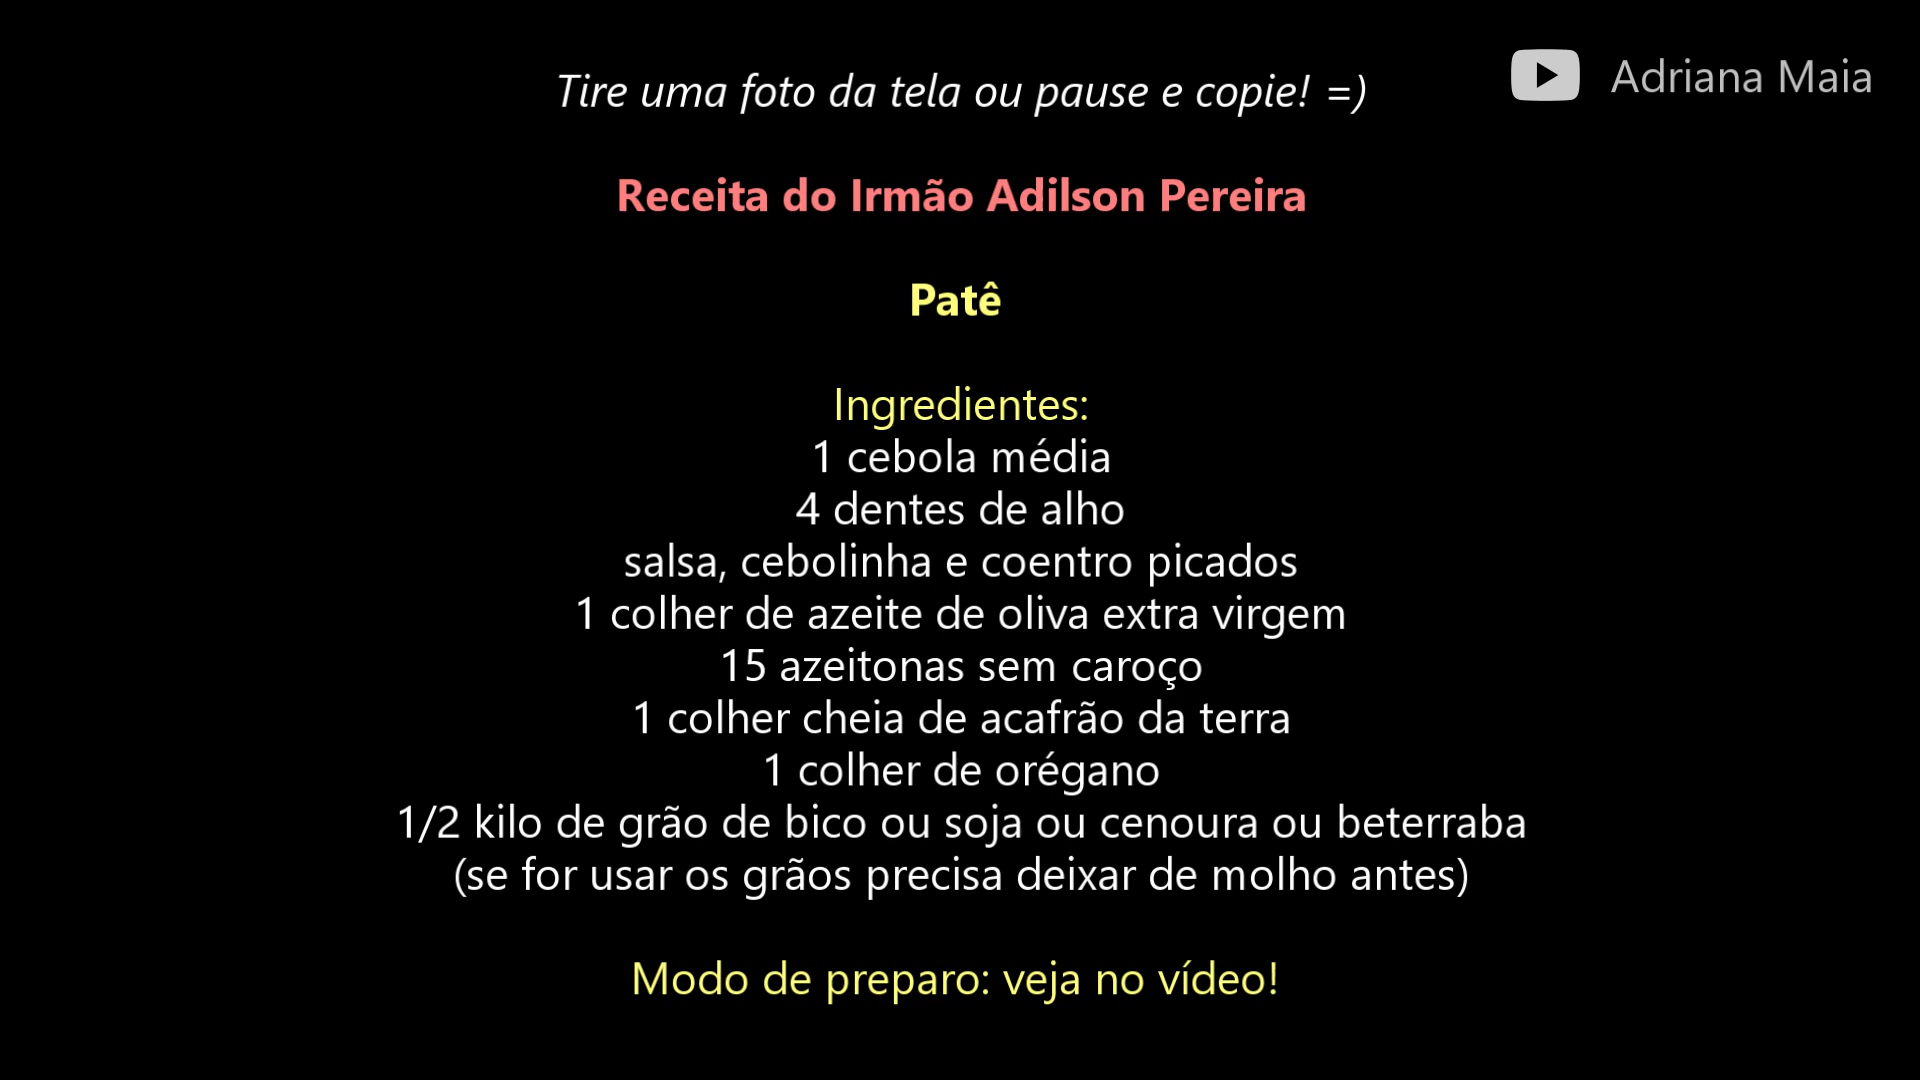 Tire uma foto da tela ou pause e copie! =)
Adriana Maia
Receita do Irmão Adilson Pereira
Patê
Ingredientes:
1 cebola média
4 dentes de alho
salsa, cebolinha e coentro picados
1 colher de azeite de oliva extra virgem
15 azeitonas sem caroço
1 colher cheia de acafrão da terra
1 colher de orégano
1/2 kilo de grão de bico ou soja ou cenoura ou beterraba
(se for usar os grãos precisa deixar de molho antes)
Modo de preparo: veja no vídeo!